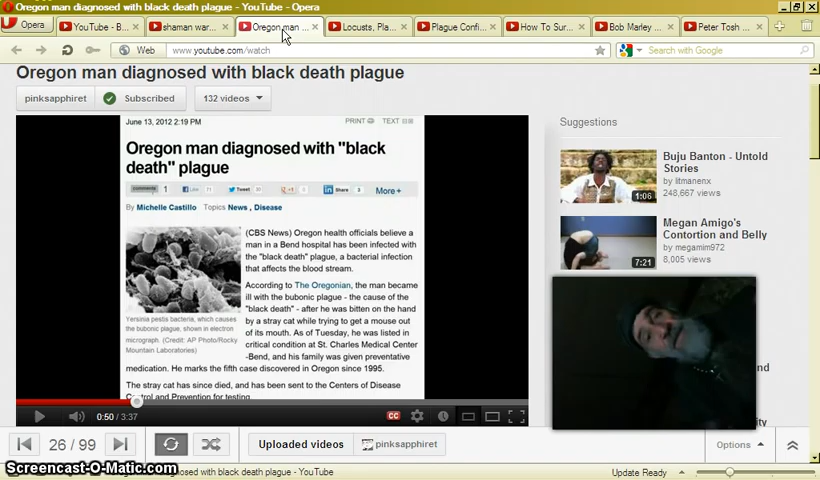 Oregon man diagnosed with black death plague - YouTube - Opera
Opera
YouTube - B...
shaman war...
Oregon man ...
Locusts, Pla...
Plague Confi...
How To Sur...
Bob Marley ...
Peter Tosh ...
Web
www.youtube.com/watch
Search with Google
Oregon man diagnosed with black death plague
pinksapphiret
Subscribed
132 videos
June 13, 2012 2:19 PM
PRINT
TEXT
Oregon man diagnosed with "black
death" plague
comments
1
Like
71
Tweet
+1
Share
More +
By Michelle Castillo
Topics News , Disease
(CBS News) Oregon health officials believe a
man in a Bend hospital has been infected with
the "black death" plague, a bacterial infection
that affects the blood stream.
According to The Oregonian, the man became
ill with the bubonic plague - the cause of the
"black death" - after he was bitten on the hand
by a stray cat while trying to get a mouse out
of its mouth. As of Tuesday, he was listed in
critical condition at St. Charles Medical Center
-Bend, and his family was given preventative
medication. He marks the fifth case discovered in Oregon since 1995.
Yersinia pestis bacteria, which causes
the bubonic plague, shown in electron
micrograph. (Credit: AP Photo/Rocky
Mountain Laboratories)
The stray cat has since died, and has been sent to the Centers of Disease
Control and Prevention for testing.
0:50 / 3:37
CC
Suggestions
Buju Banton - Untold
Stories
by litmanenx
248,667 views
1:06
Megan Amigo's
Contortion and Belly
by megamim972
8,005 views
7:21
26 / 99
Uploaded videos
pinksapphiret
Options
Screencast-O-Matic.com
diagnosed with black death plague - YouTube
Update Ready